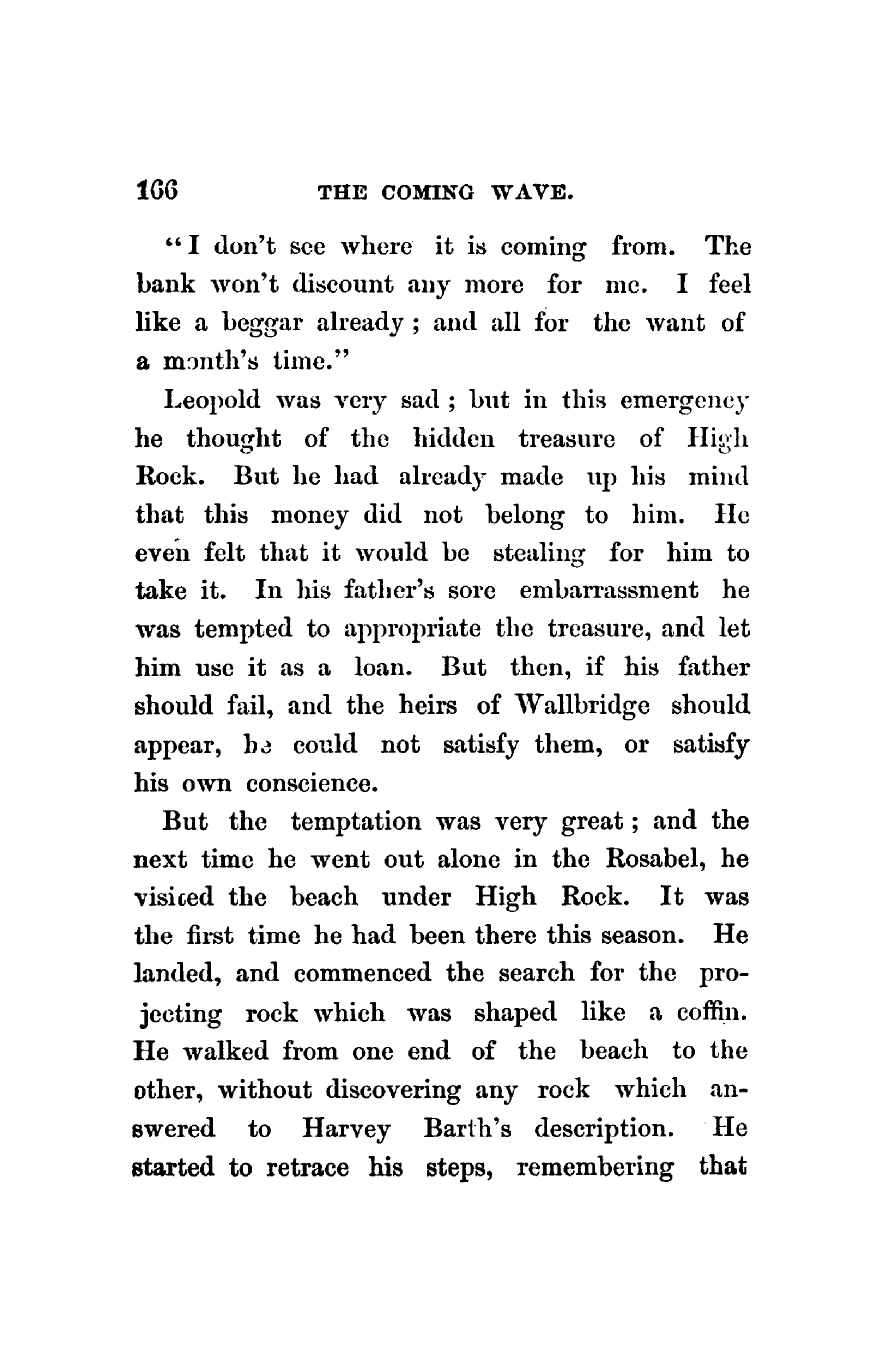 166 THE COMING WAVE.
“I don’t see where it is coming from. The
bank won’t discount any more for me. I feel
like a beggar already; and all for the want of
a month’s time.”
Leopold was very sad; but in this emergency
he thought of the hidden treasure of High
Rock. But he had already made up his mind
that this money did not belong to him. He
even felt that it would be stealing for him to
take it. In his father’s sore embarrassment he
was tempted to appropriate the treasure, and let
him use it as a loan. But then, if his father
should fail, and the heirs of Wallbridge should
appear, he could not satisfy them, or satisfy
his own conscience.
But the temptation was very great; and the
next time he went out alone in the Rosabel, he
visited the beach under High Rock. It was
the first time he had been there this season. He
landed, and commenced the search for the pro-
jecting rock which was shaped like a coffin.
He walked from one end of the beach to the
other, without discovering any rock which an-
swered to Harvey Barth’s description. He
started to retrace his steps, remembering that